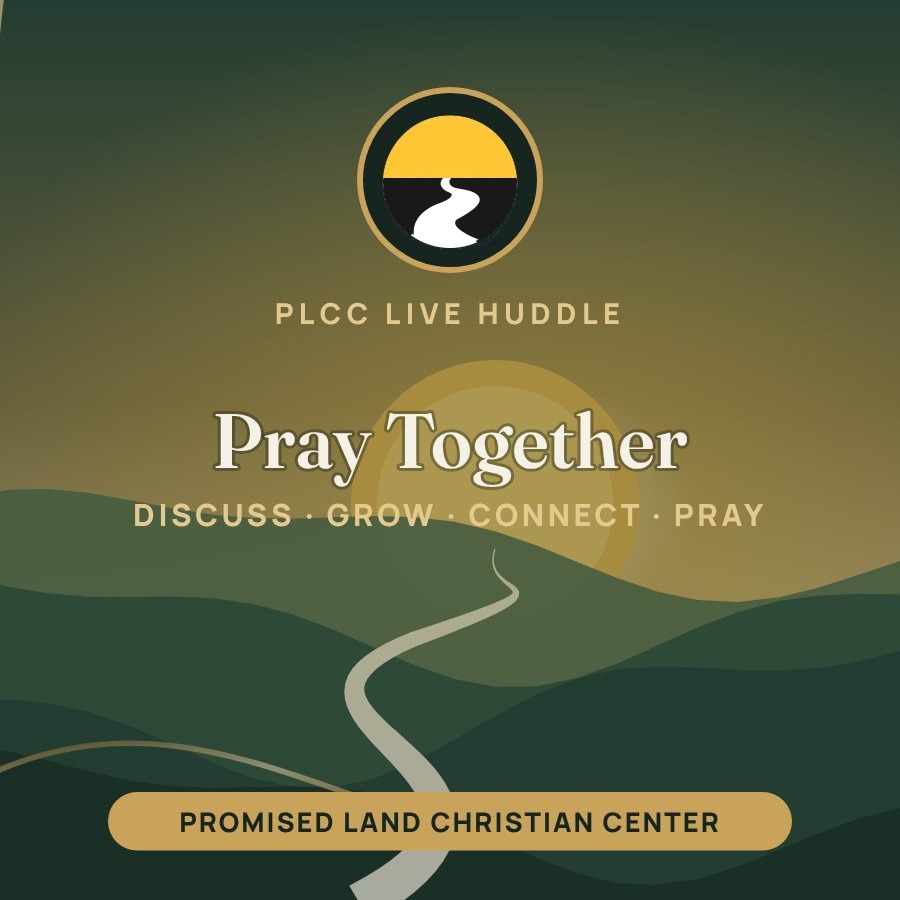 PLCC LIVE HUDDLE
Pray Together
DISCUSS · GROW · CONNECT · PRAY
PROMISED LAND CHRISTIAN CENTER